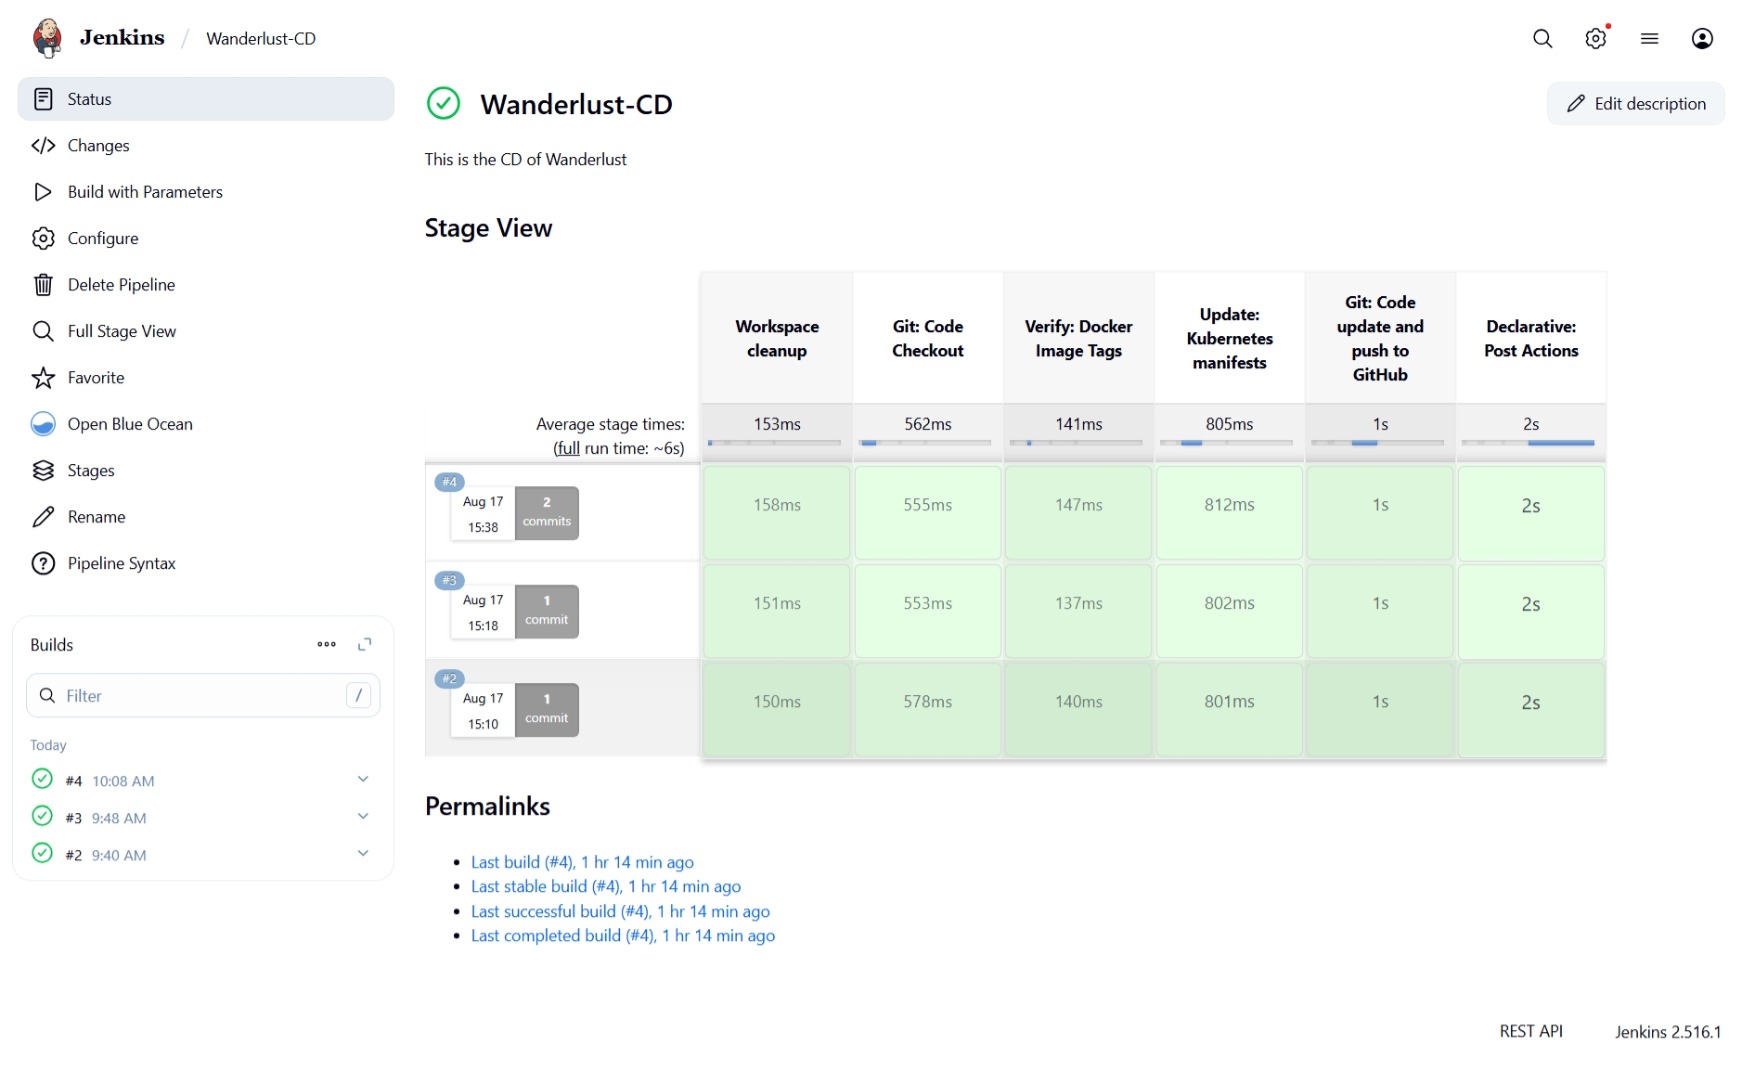 Jenkins / Wanderlust-CD
Status
Changes
Build with Parameters
Configure
Delete Pipeline
Full Stage View
Favorite
Open Blue Ocean
Stages
Rename
Pipeline Syntax
Builds
Filter /
Today
#4 10:08 AM
#3 9:48 AM
#2 9:40 AM
Wanderlust-CD
Edit description
This is the CD of Wanderlust
Stage View
Workspace
cleanup
Git: Code
Checkout
Verify: Docker
Image Tags
Update:
Kubernetes
manifests
Git: Code
update and
push to
GitHub
Declarative:
Post Actions
Average stage times:
(full run time: ~6s)
153ms 562ms 141ms 805ms 1s 2s
#4
Aug 17
15:38
2
commits
158ms 555ms 147ms 812ms 1s 2s
#3
Aug 17
15:18
1
commit
151ms 553ms 137ms 802ms 1s 2s
#2
Aug 17
15:10
1
commit
150ms 578ms 140ms 801ms 1s 2s
Permalinks
Last build (#4), 1 hr 14 min ago
Last stable build (#4), 1 hr 14 min ago
Last successful build (#4), 1 hr 14 min ago
Last completed build (#4), 1 hr 14 min ago
REST API Jenkins 2.516.1